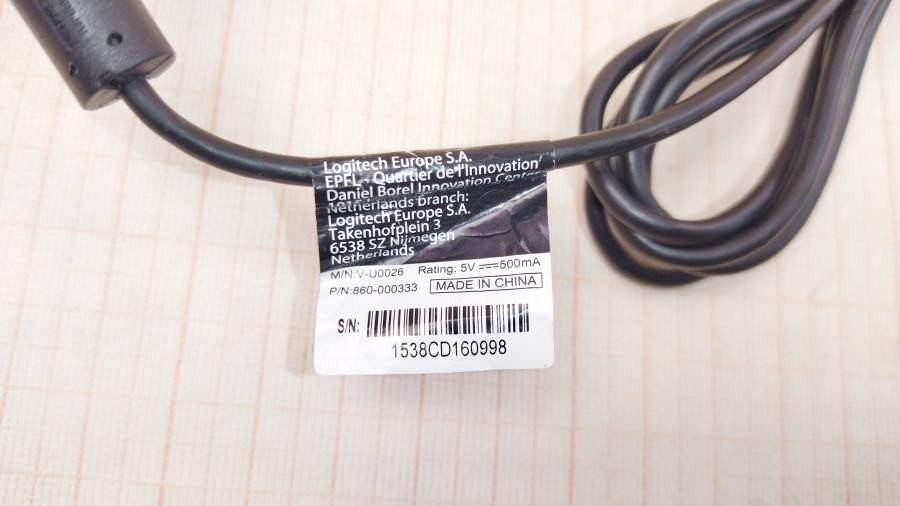 Logitech Europe S.A.
EPFL - Quartier de l'Innovation
Daniel Borel Innovation Center
Netherlands branch:
Logitech Europe S.A.
Takenhofplein 3
6538 SZ Nijmegen
Netherlands
M/N:V-U0026 Rating: 5V ⎓500mA
P/N:860-000333 MADE IN CHINA
S/N:
1538CD160998